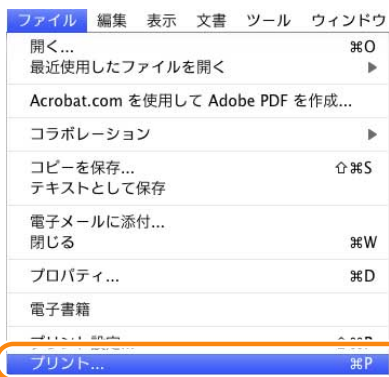 ファイル 編集 表示 文書 ツール ウィンドウ
開く... ⌘O
最近使用したファイルを開く ▶
Acrobat.com を使用して Adobe PDF を作成...
コラボレーション ▶
コピーを保存... ⇧⌘S
テキストとして保存
電子メールに添付...
閉じる ⌘W
プロパティ... ⌘D
電子書籍
プリント... ⌘P